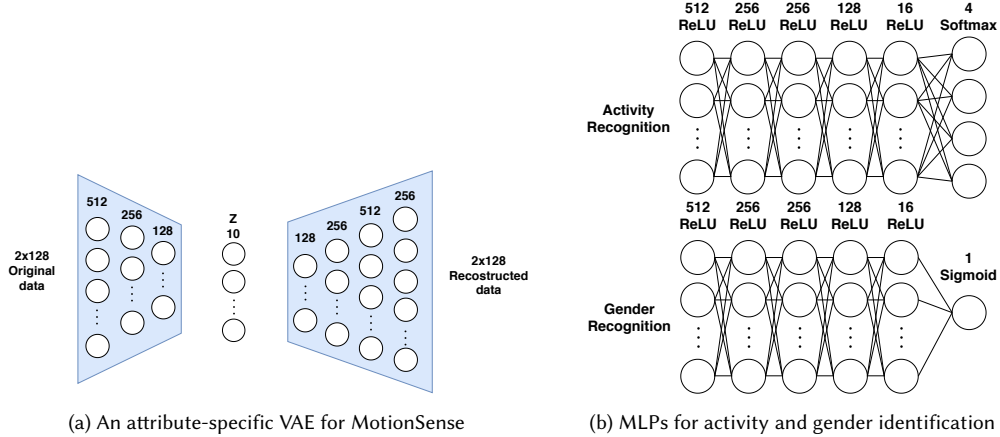 512
256
128
2x128
Original
data
Z
10
128
256
512
256
2x128
Recostructed
data
(a) An attribute-specific VAE for MotionSense
512 256 256 128 16 4
ReLU ReLU ReLU ReLU ReLU Softmax
Activity
Recognition
512 256 256 128 16
ReLU ReLU ReLU ReLU ReLU
1
Sigmoid
Gender
Recognition
(b) MLPs for activity and gender identification